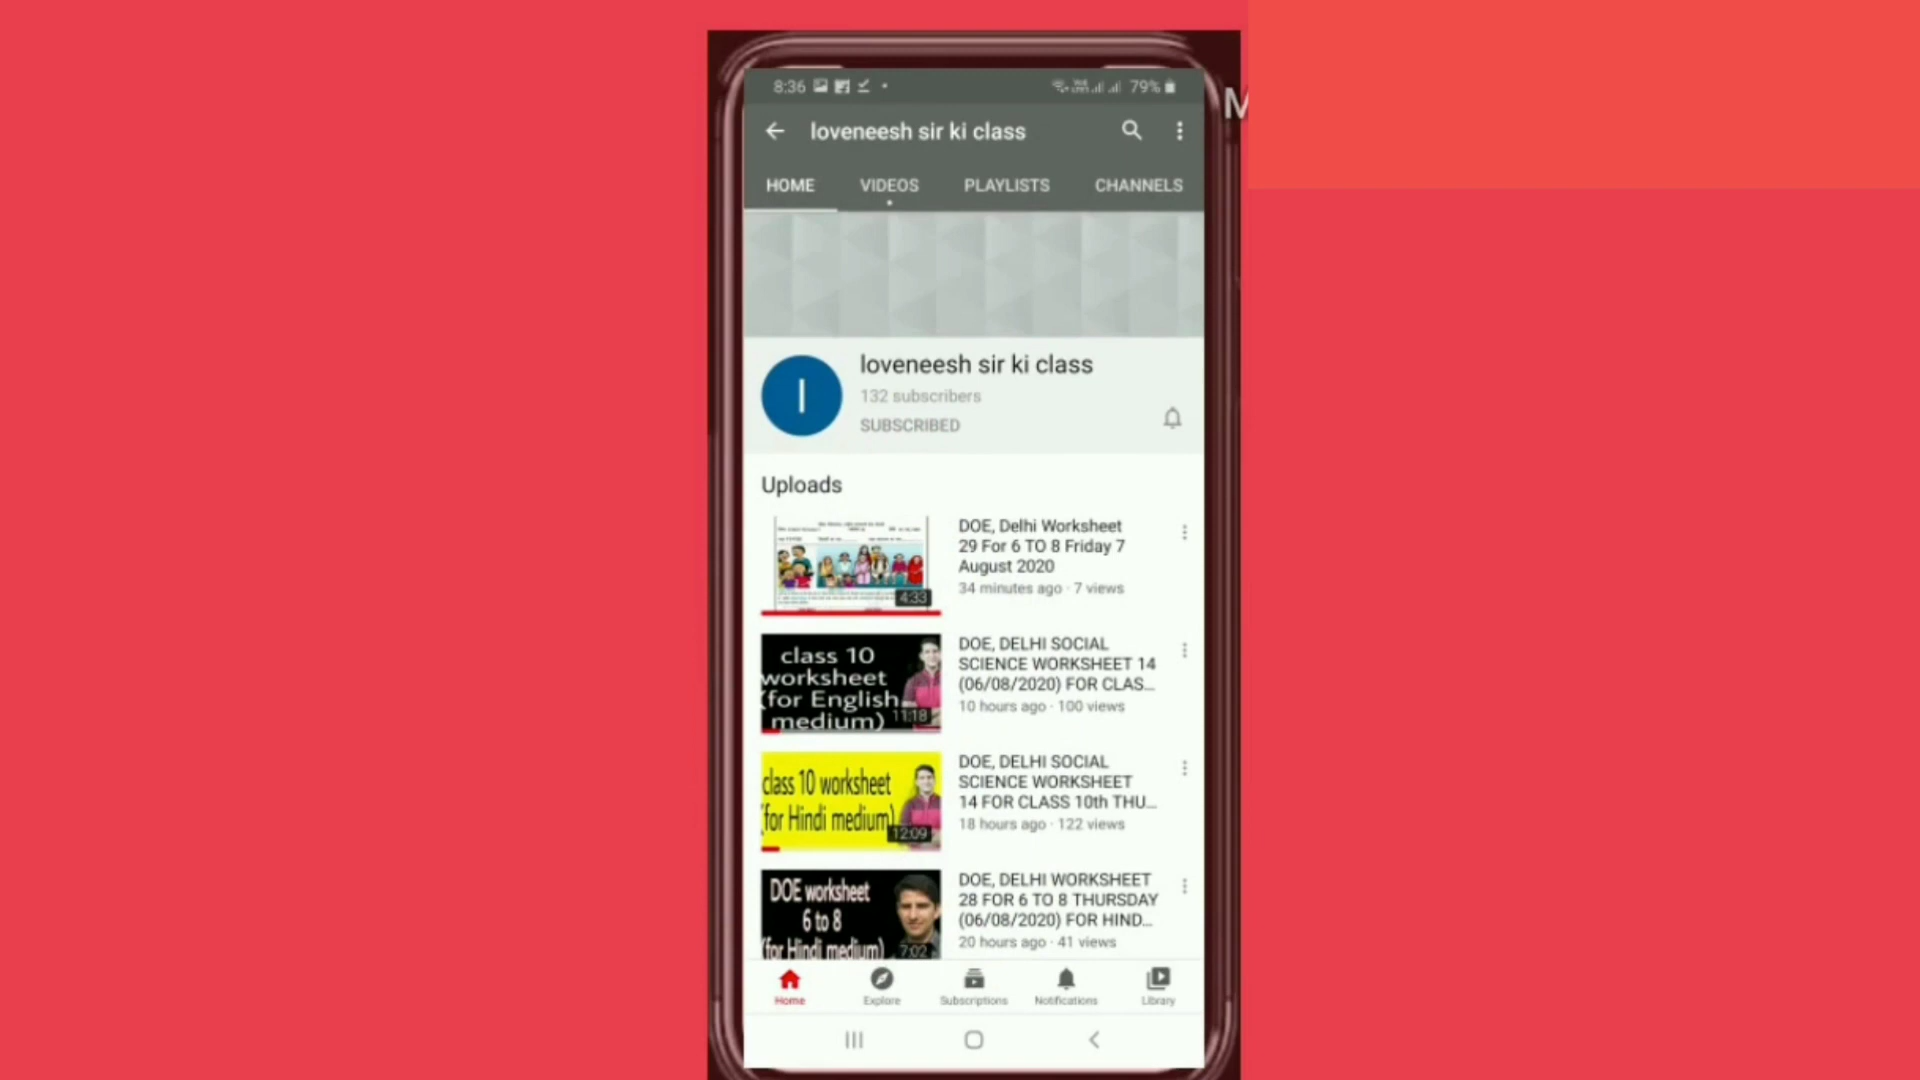 8:36 79%
M
loveneesh sir ki class
HOME VIDEOS PLAYLISTS CHANNELS
l
loveneesh sir ki class
132 subscribers
SUBSCRIBED
Uploads
4:33
DOE, Delhi Worksheet
29 For 6 TO 8 Friday 7
August 2020
34 minutes ago · 7 views
class 10
worksheet
(for English
medium)
11:18
DOE, DELHI SOCIAL
SCIENCE WORKSHEET 14
(06/08/2020) FOR CLAS...
10 hours ago · 100 views
class 10 worksheet
(for Hindi medium)
12:09
DOE, DELHI SOCIAL
SCIENCE WORKSHEET
14 FOR CLASS 10th THU...
18 hours ago · 122 views
DOE worksheet
6 to 8
(for Hindi medium)
7:02
DOE, DELHI WORKSHEET
28 FOR 6 TO 8 THURSDAY
(06/08/2020) FOR HIND...
20 hours ago · 41 views
Home Explore Subscriptions Notifications Library